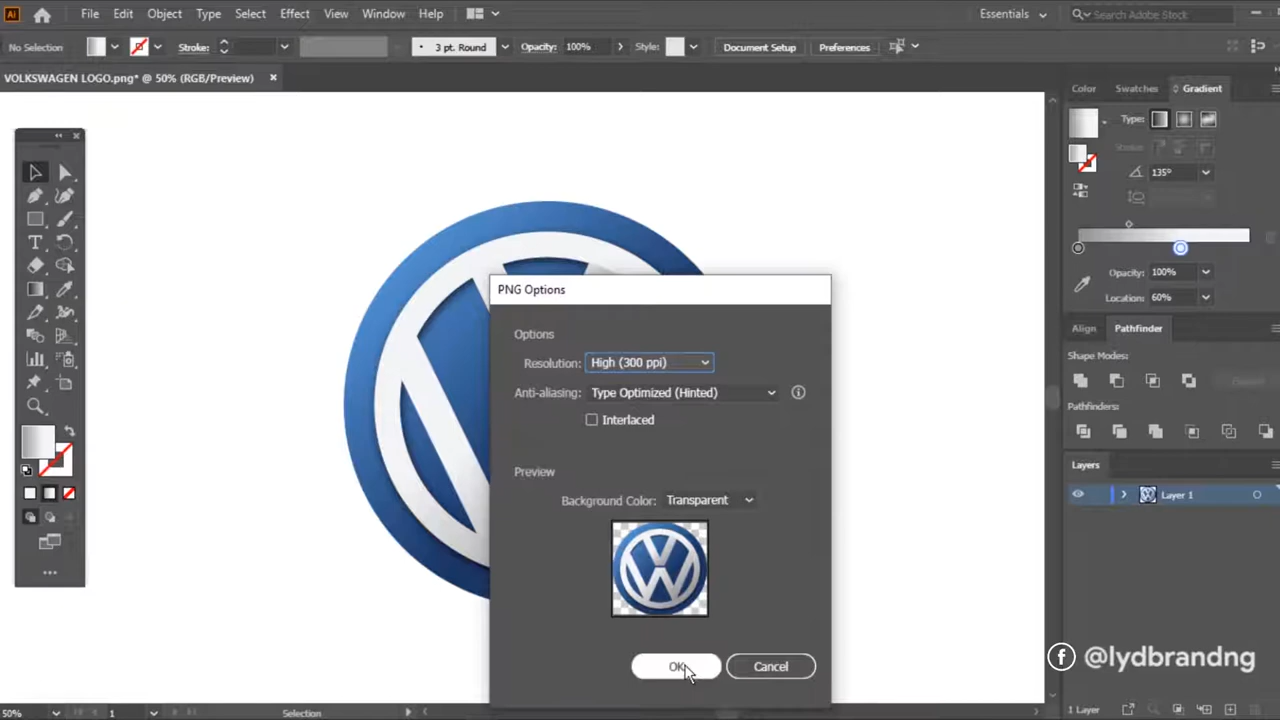 Ai File Edit Object Type Select Effect View Window Help Essentials Search Adobe Stock
No Selection Stroke: 3 pt. Round Opacity: 100% Style: Document Setup Preferences
VOLKSWAGEN LOGO.png* @ 50% (RGB/Preview)
Color Swatches Gradient
Type:
Stroke:
135°
Opacity: 100%
Location: 60%
Align Pathfinder
Shape Modes:
Pathfinders:
Layers
Layer 1
PNG Options
Options
Resolution: High (300 ppi)
Anti-aliasing: Type Optimized (Hinted)
Interlaced
Preview
Background Color: Transparent
OK Cancel
@lydbrandng
50% 1 Selection 1 Layer